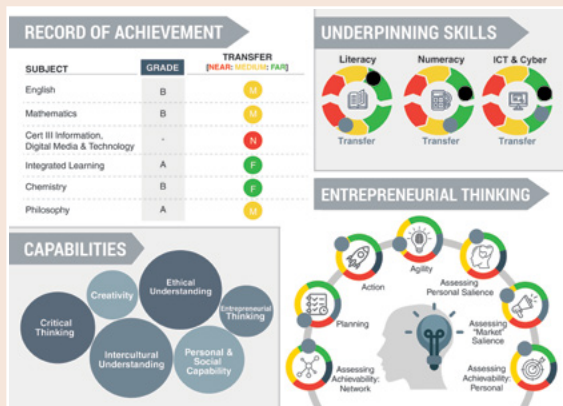 RECORD OF ACHIEVEMENT
SUBJECT
GRADE
TRANSFER
[NEAR: MEDIUM: FAR]
English
B
M
Mathematics
B
M
Cert III Information,
Digital Media & Technology
-
N
Integrated Learning
A
F
Chemistry
B
F
Philosophy
A
M
UNDERPINNING SKILLS
Literacy
Numeracy
ICT & Cyber
Transfer
Transfer
Transfer
CAPABILITIES
Critical
Thinking
Creativity
Ethical
Understanding
Intercultural
Understanding
Entrepreneurial
Thinking
Personal &
Social
Capability
ENTREPRENEURIAL THINKING
Assessing
Achievability:
Network
Planning
Action
Agility
Assessing
Personal Salience
Assessing
"Market"
Salience
Assessing
Achievability:
Personal